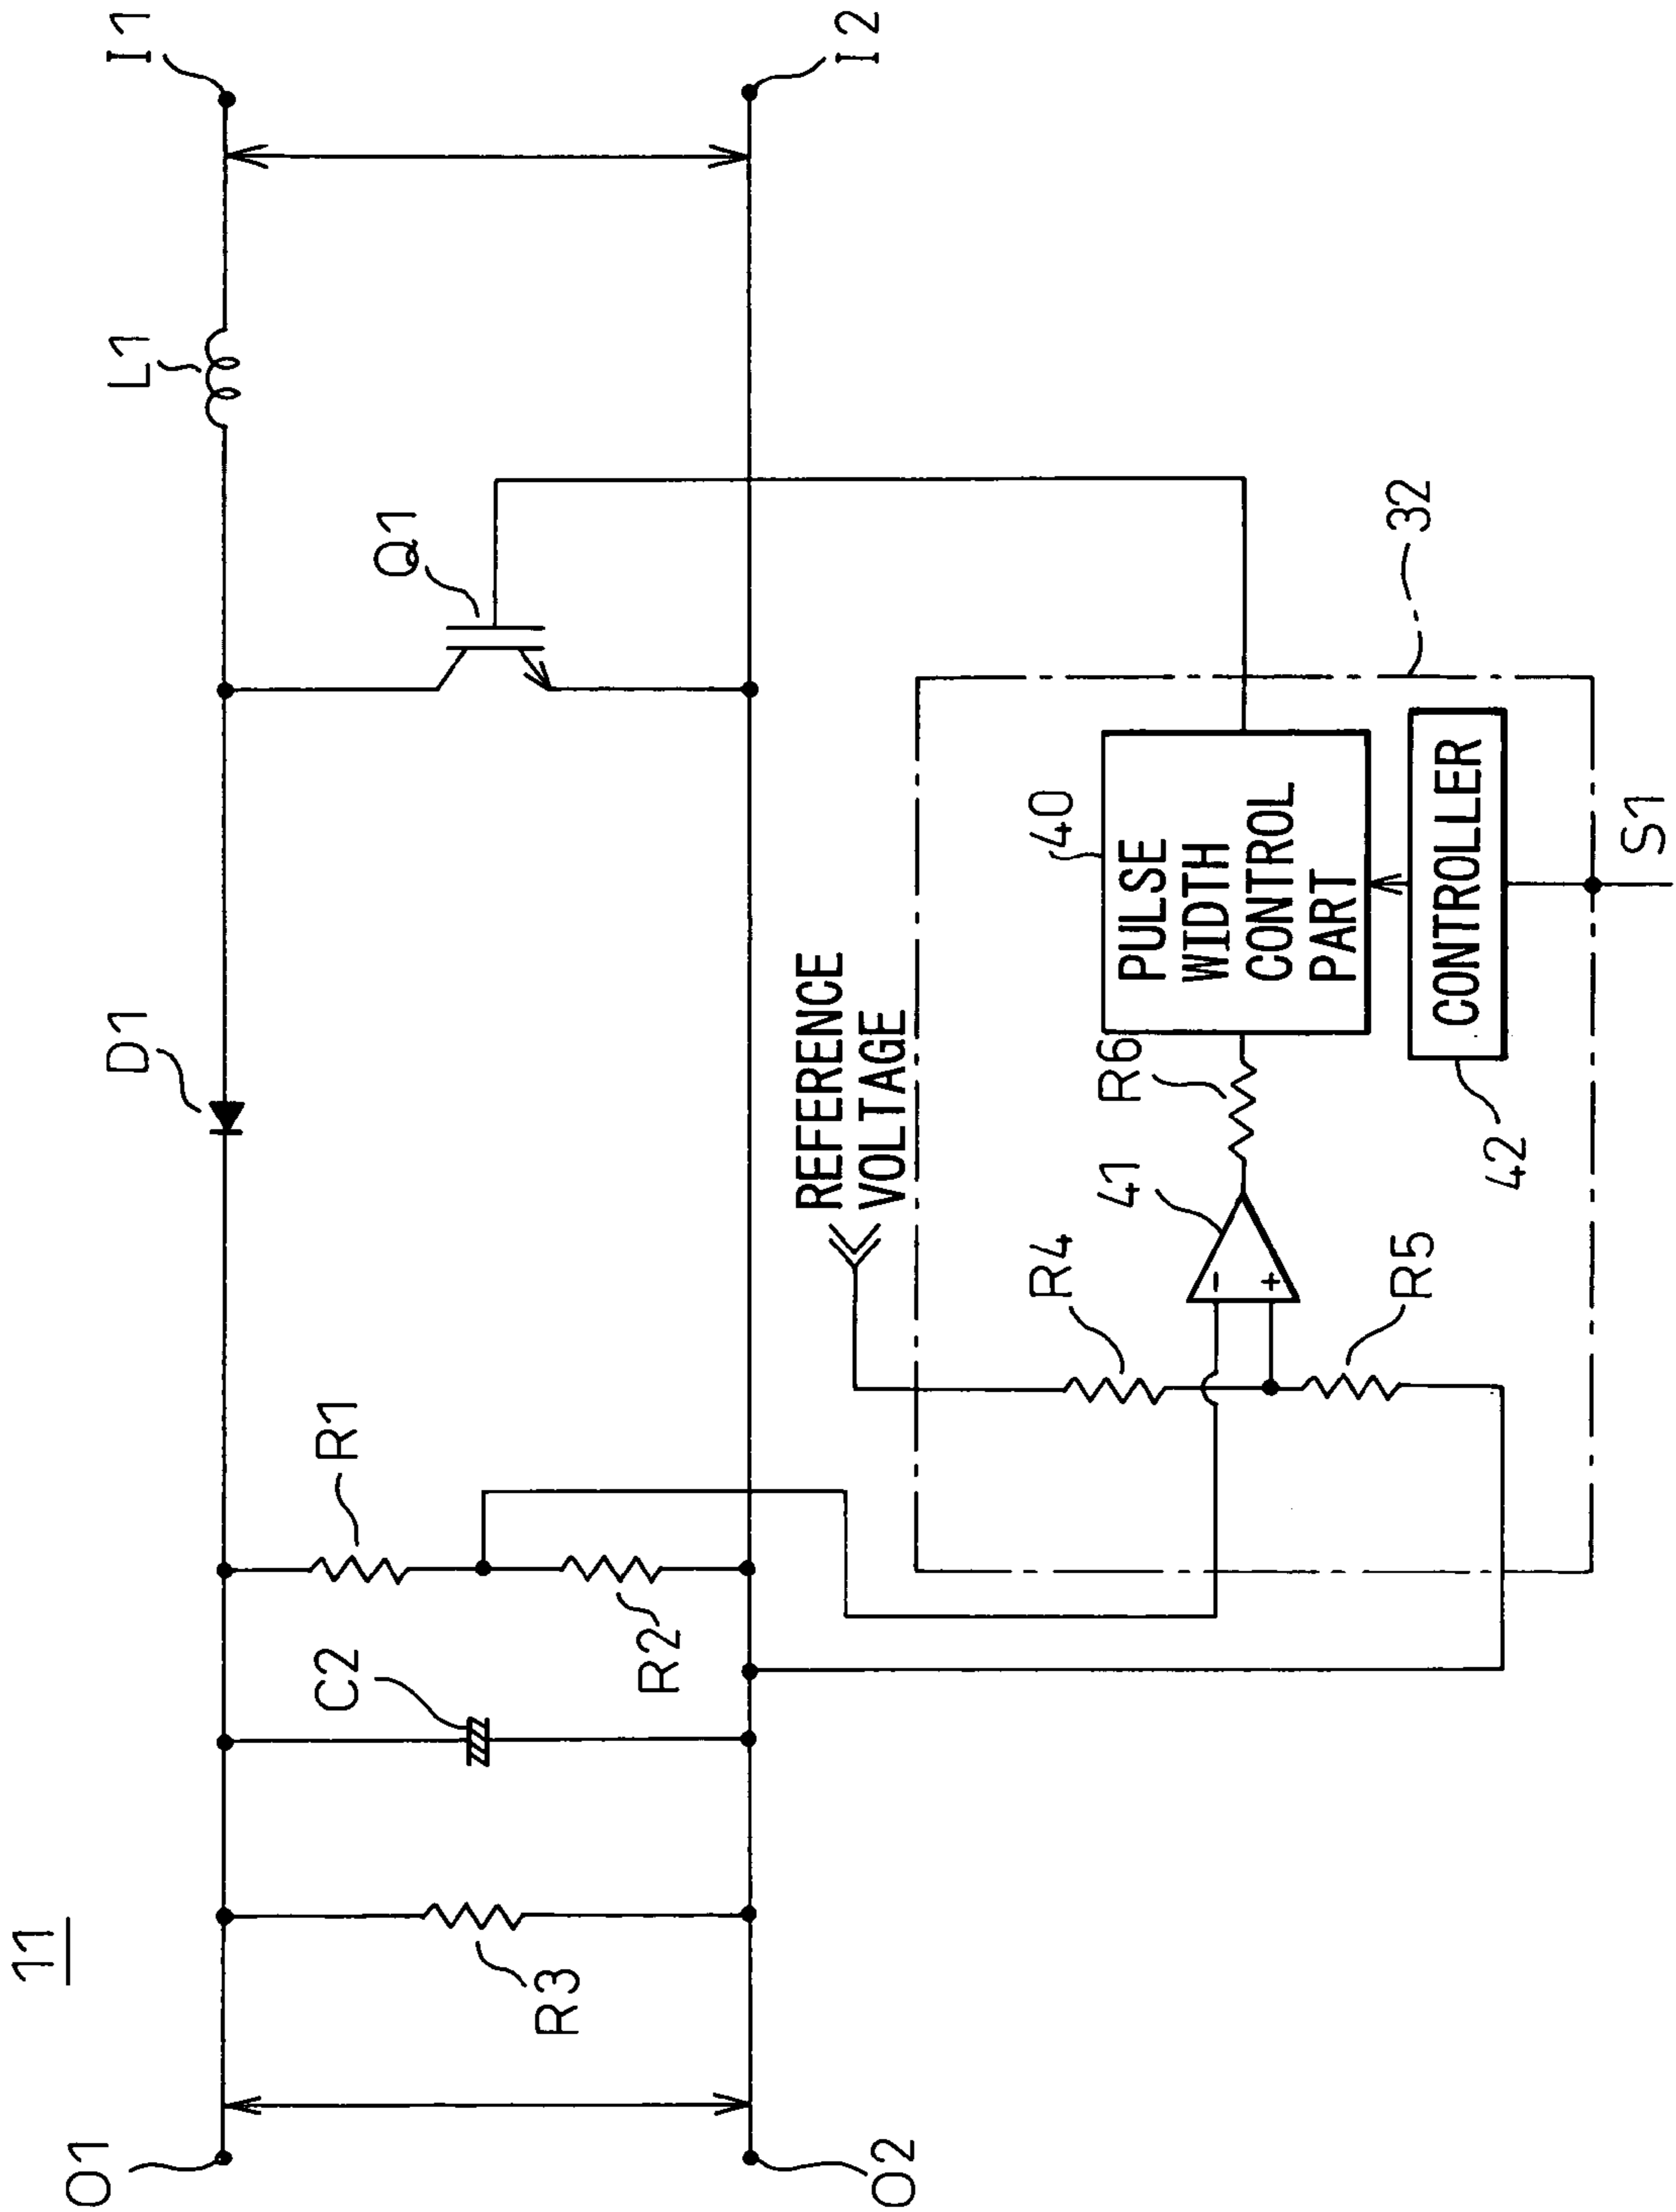 11
O1
O2
R3
C2
R1
R2
D1
Q1
L1
I1
I2
REFERENCE
VOLTAGE
R4
R5
41
R6
40
PULSE
WIDTH
CONTROL
PART
CONTROLLER
42
32
S1
-
+